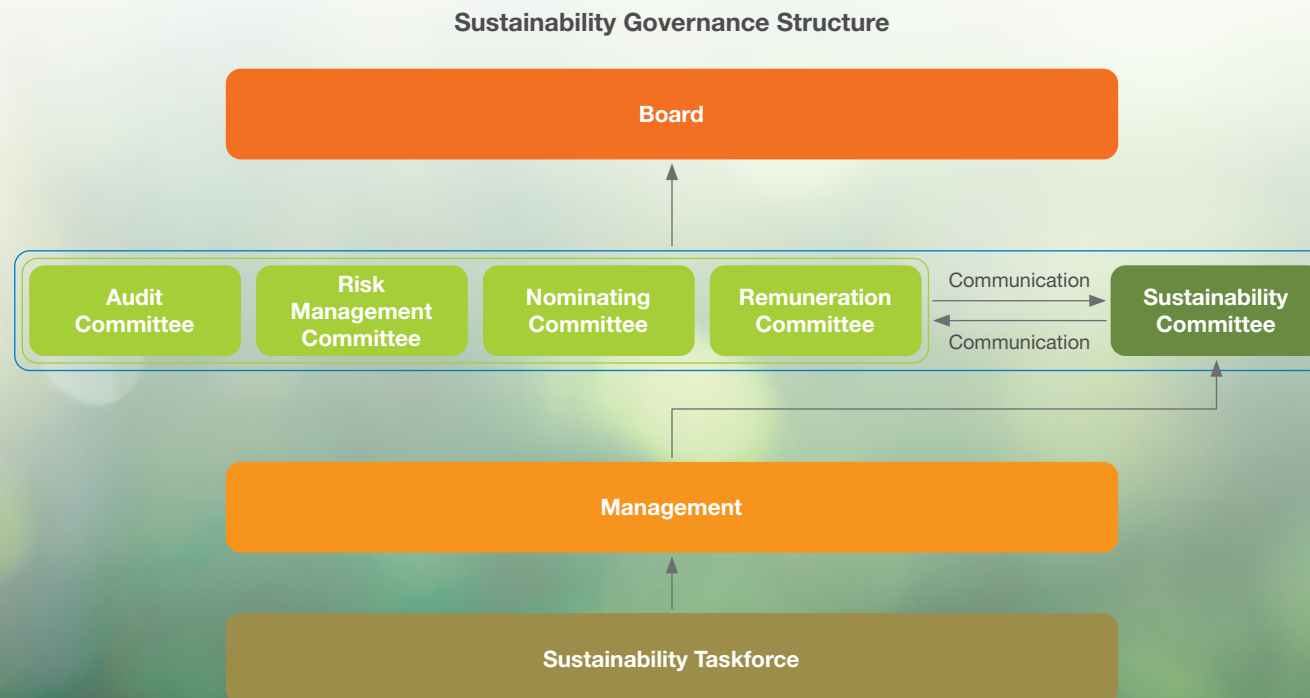 Sustainability Governance Structure
Board
Audit
Committee
Risk
Management
Committee
Nominating
Committee
Remuneration
Committee
Communication
Communication
Sustainability
Committee
Management
Sustainability Taskforce